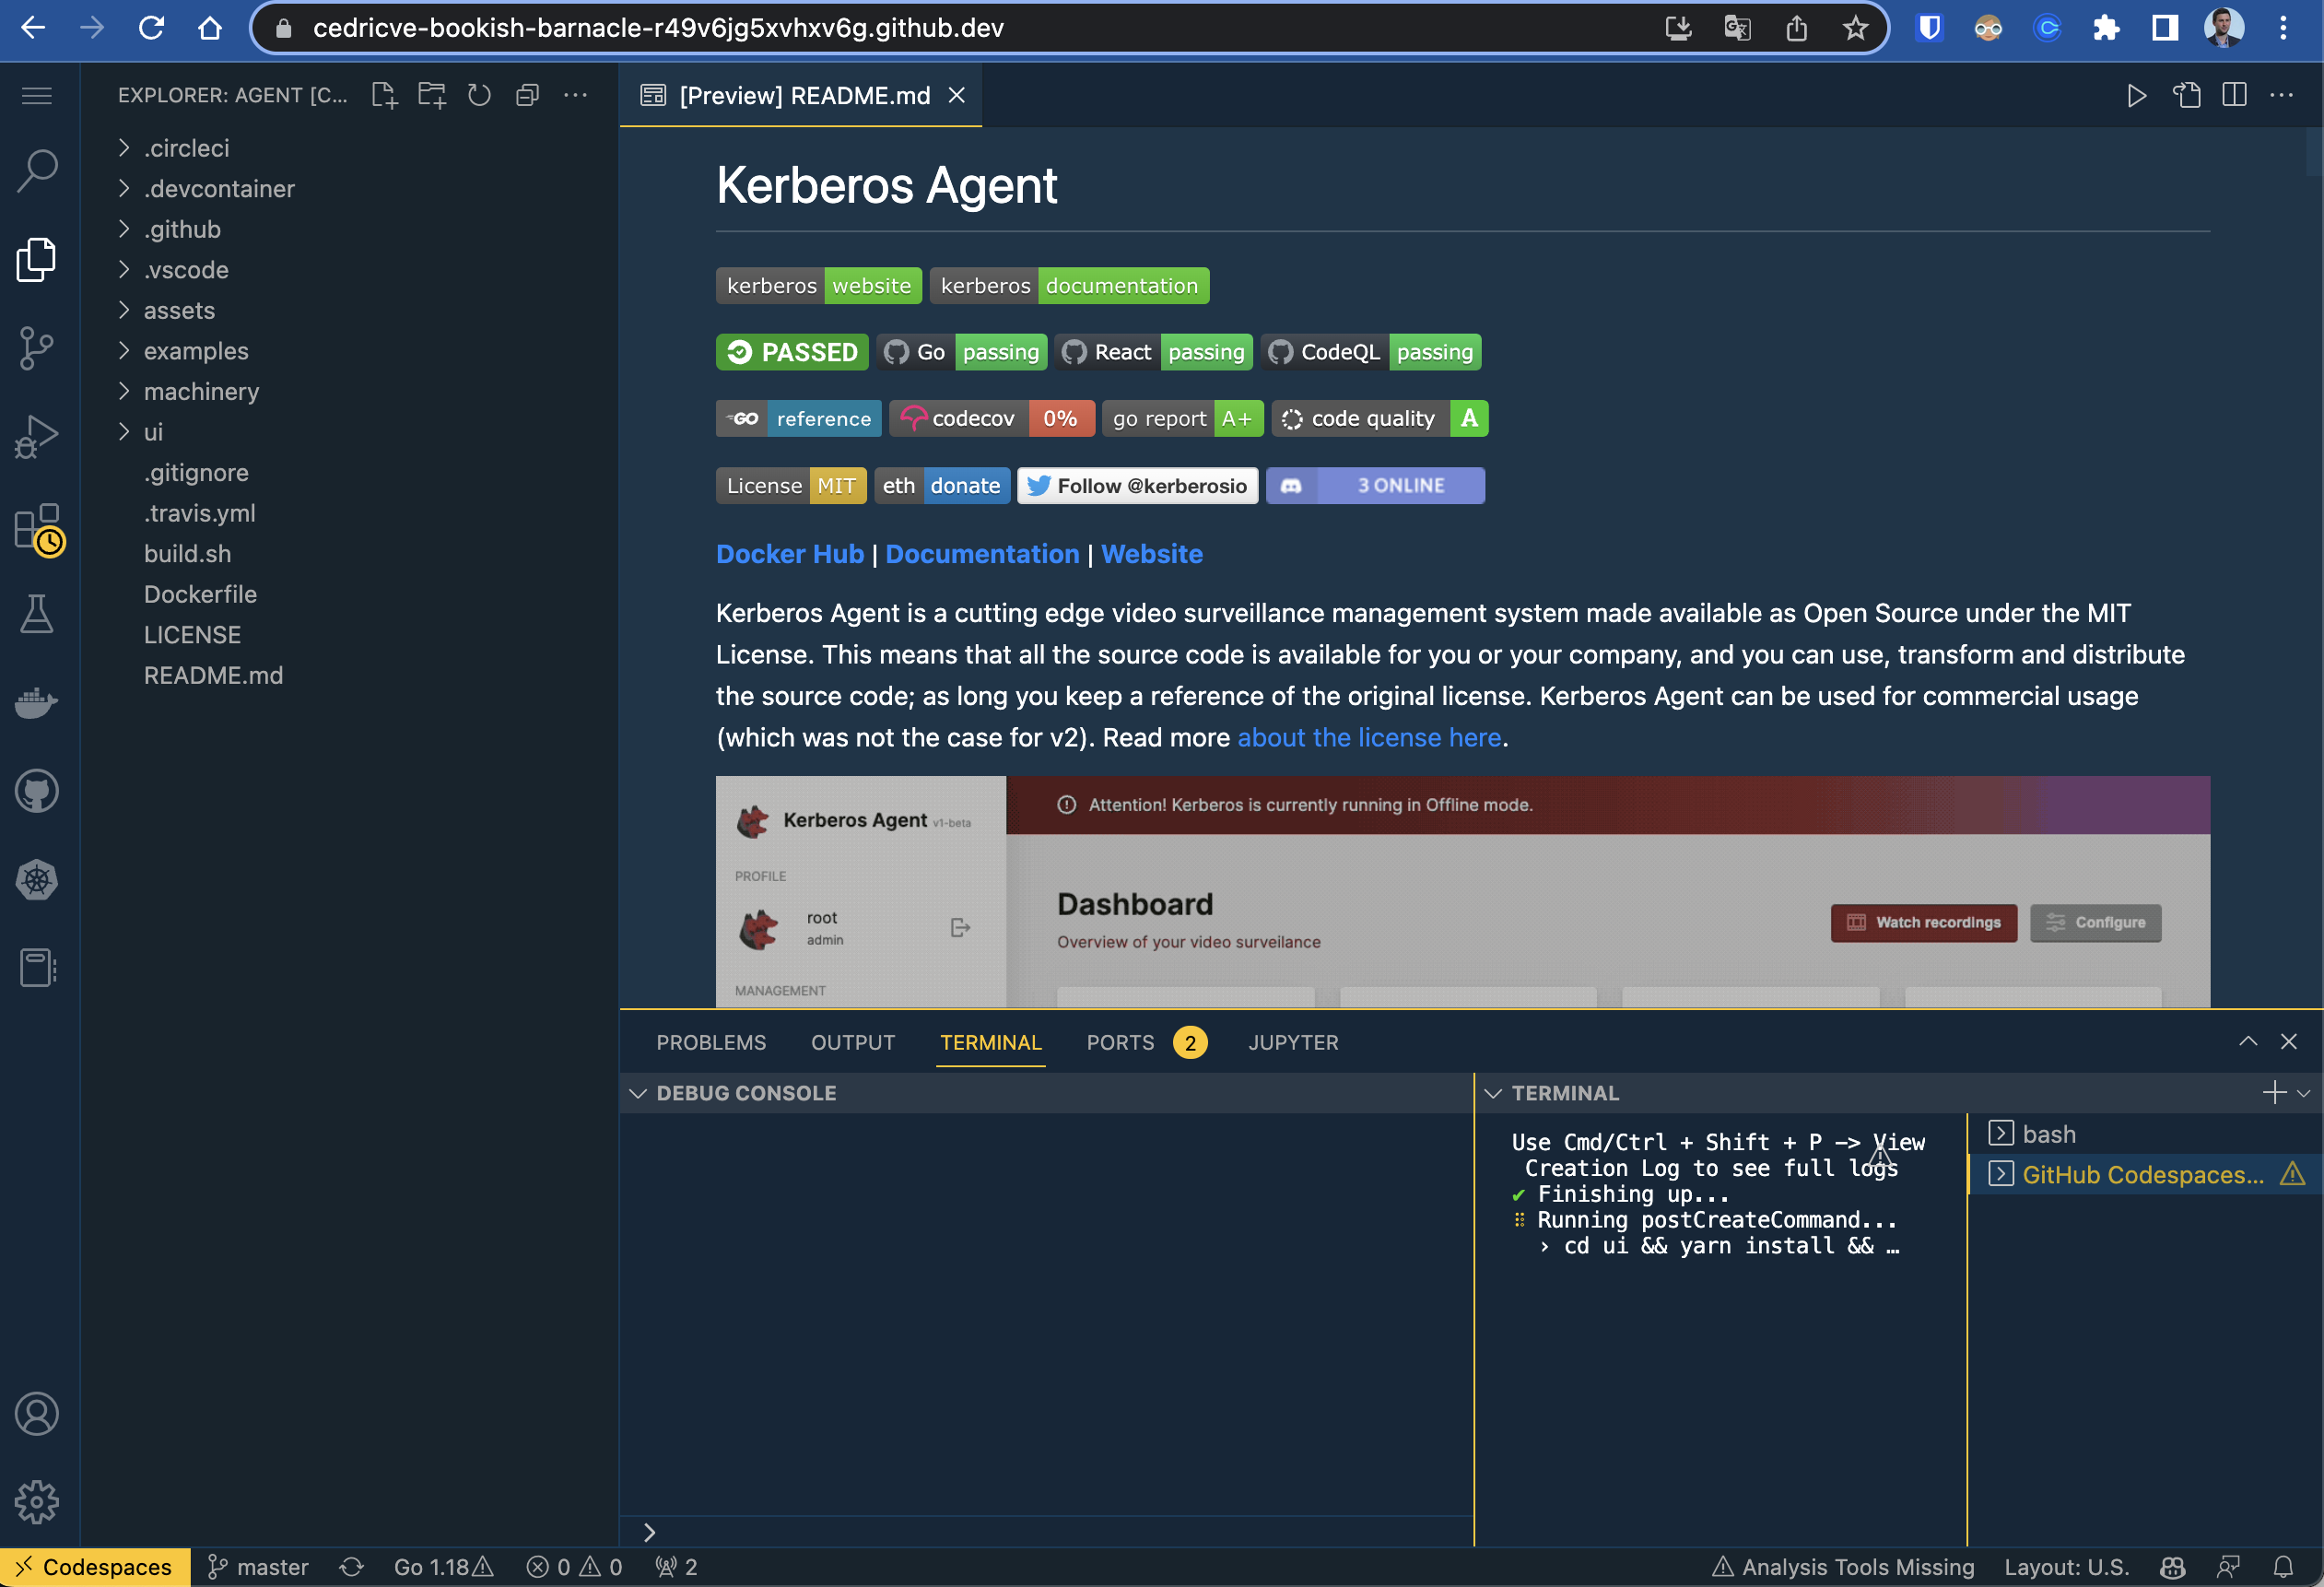 cedricve-bookish-barnacle-r49v6jg5xvhxv6g.github.dev
EXPLORER: AGENT [C...
.circleci
.devcontainer
.github
.vscode
assets
examples
machinery
ui
.gitignore
.travis.yml
build.sh
Dockerfile
LICENSE
README.md
[Preview] README.md
Kerberos Agent
kerberos website kerberos documentation
PASSED Go passing React passing CodeQL passing
GO reference codecov 0% go report A+ code quality A
License MIT eth donate Follow @kerberosio 3 ONLINE
Docker Hub | Documentation | Website
Kerberos Agent is a cutting edge video surveillance management system made available as Open Source under the MIT
License. This means that all the source code is available for you or your company, and you can use, transform and distribute
the source code; as long you keep a reference of the original license. Kerberos Agent can be used for commercial usage
(which was not the case for v2). Read more about the license here.
Kerberos Agent v1-beta
PROFILE
root
admin
MANAGEMENT
Attention! Kerberos is currently running in Offline mode.
Dashboard
Overview of your video surveilance
Watch recordings Configure
PROBLEMS OUTPUT TERMINAL PORTS 2 JUPYTER
DEBUG CONSOLE
TERMINAL
Use Cmd/Ctrl + Shift + P -> View
Creation Log to see full logs
✔ Finishing up...
⠿ Running postCreateCommand...
› cd ui && yarn install && …
bash
GitHub Codespaces...
Codespaces master Go 1.18 0 0 2 Analysis Tools Missing Layout: U.S.